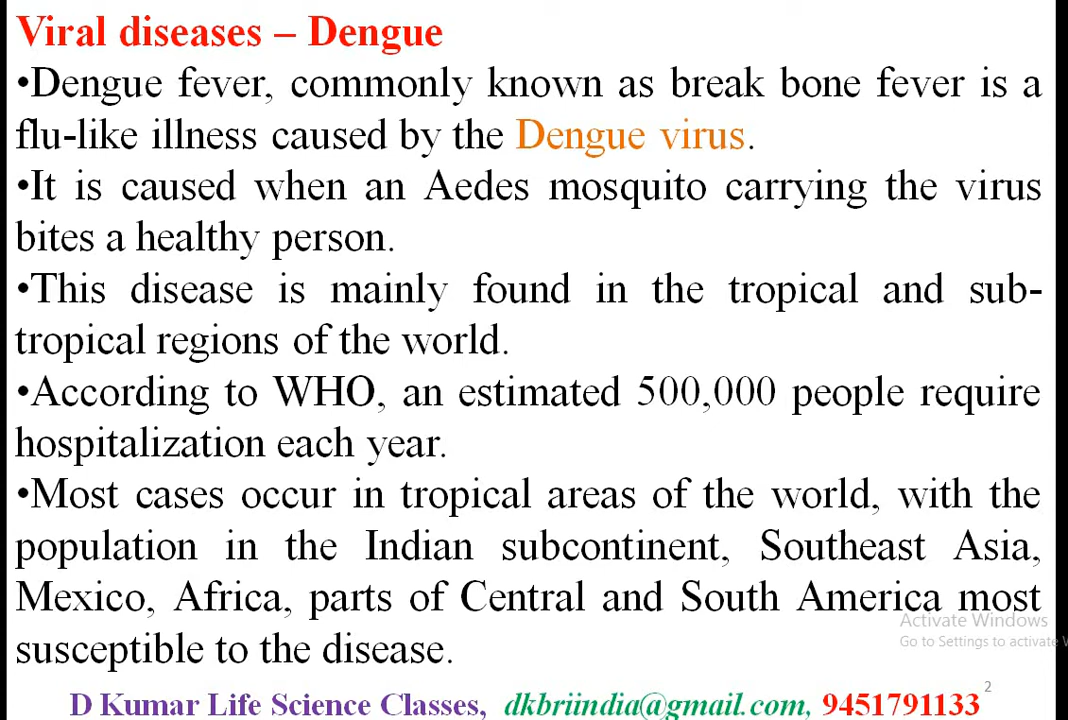 Viral diseases – Dengue
•Dengue fever, commonly known as break bone fever is a
flu-like illness caused by the Dengue virus.
•It is caused when an Aedes mosquito carrying the virus
bites a healthy person.
•This disease is mainly found in the tropical and sub-
tropical regions of the world.
•According to WHO, an estimated 500,000 people require
hospitalization each year.
•Most cases occur in tropical areas of the world, with the
population in the Indian subcontinent, Southeast Asia,
Mexico, Africa, parts of Central and South America most
susceptible to the disease.
Activate Windows
Go to Settings to activate W
2
D Kumar Life Science Classes, dkbriindia@gmail.com, 9451791133